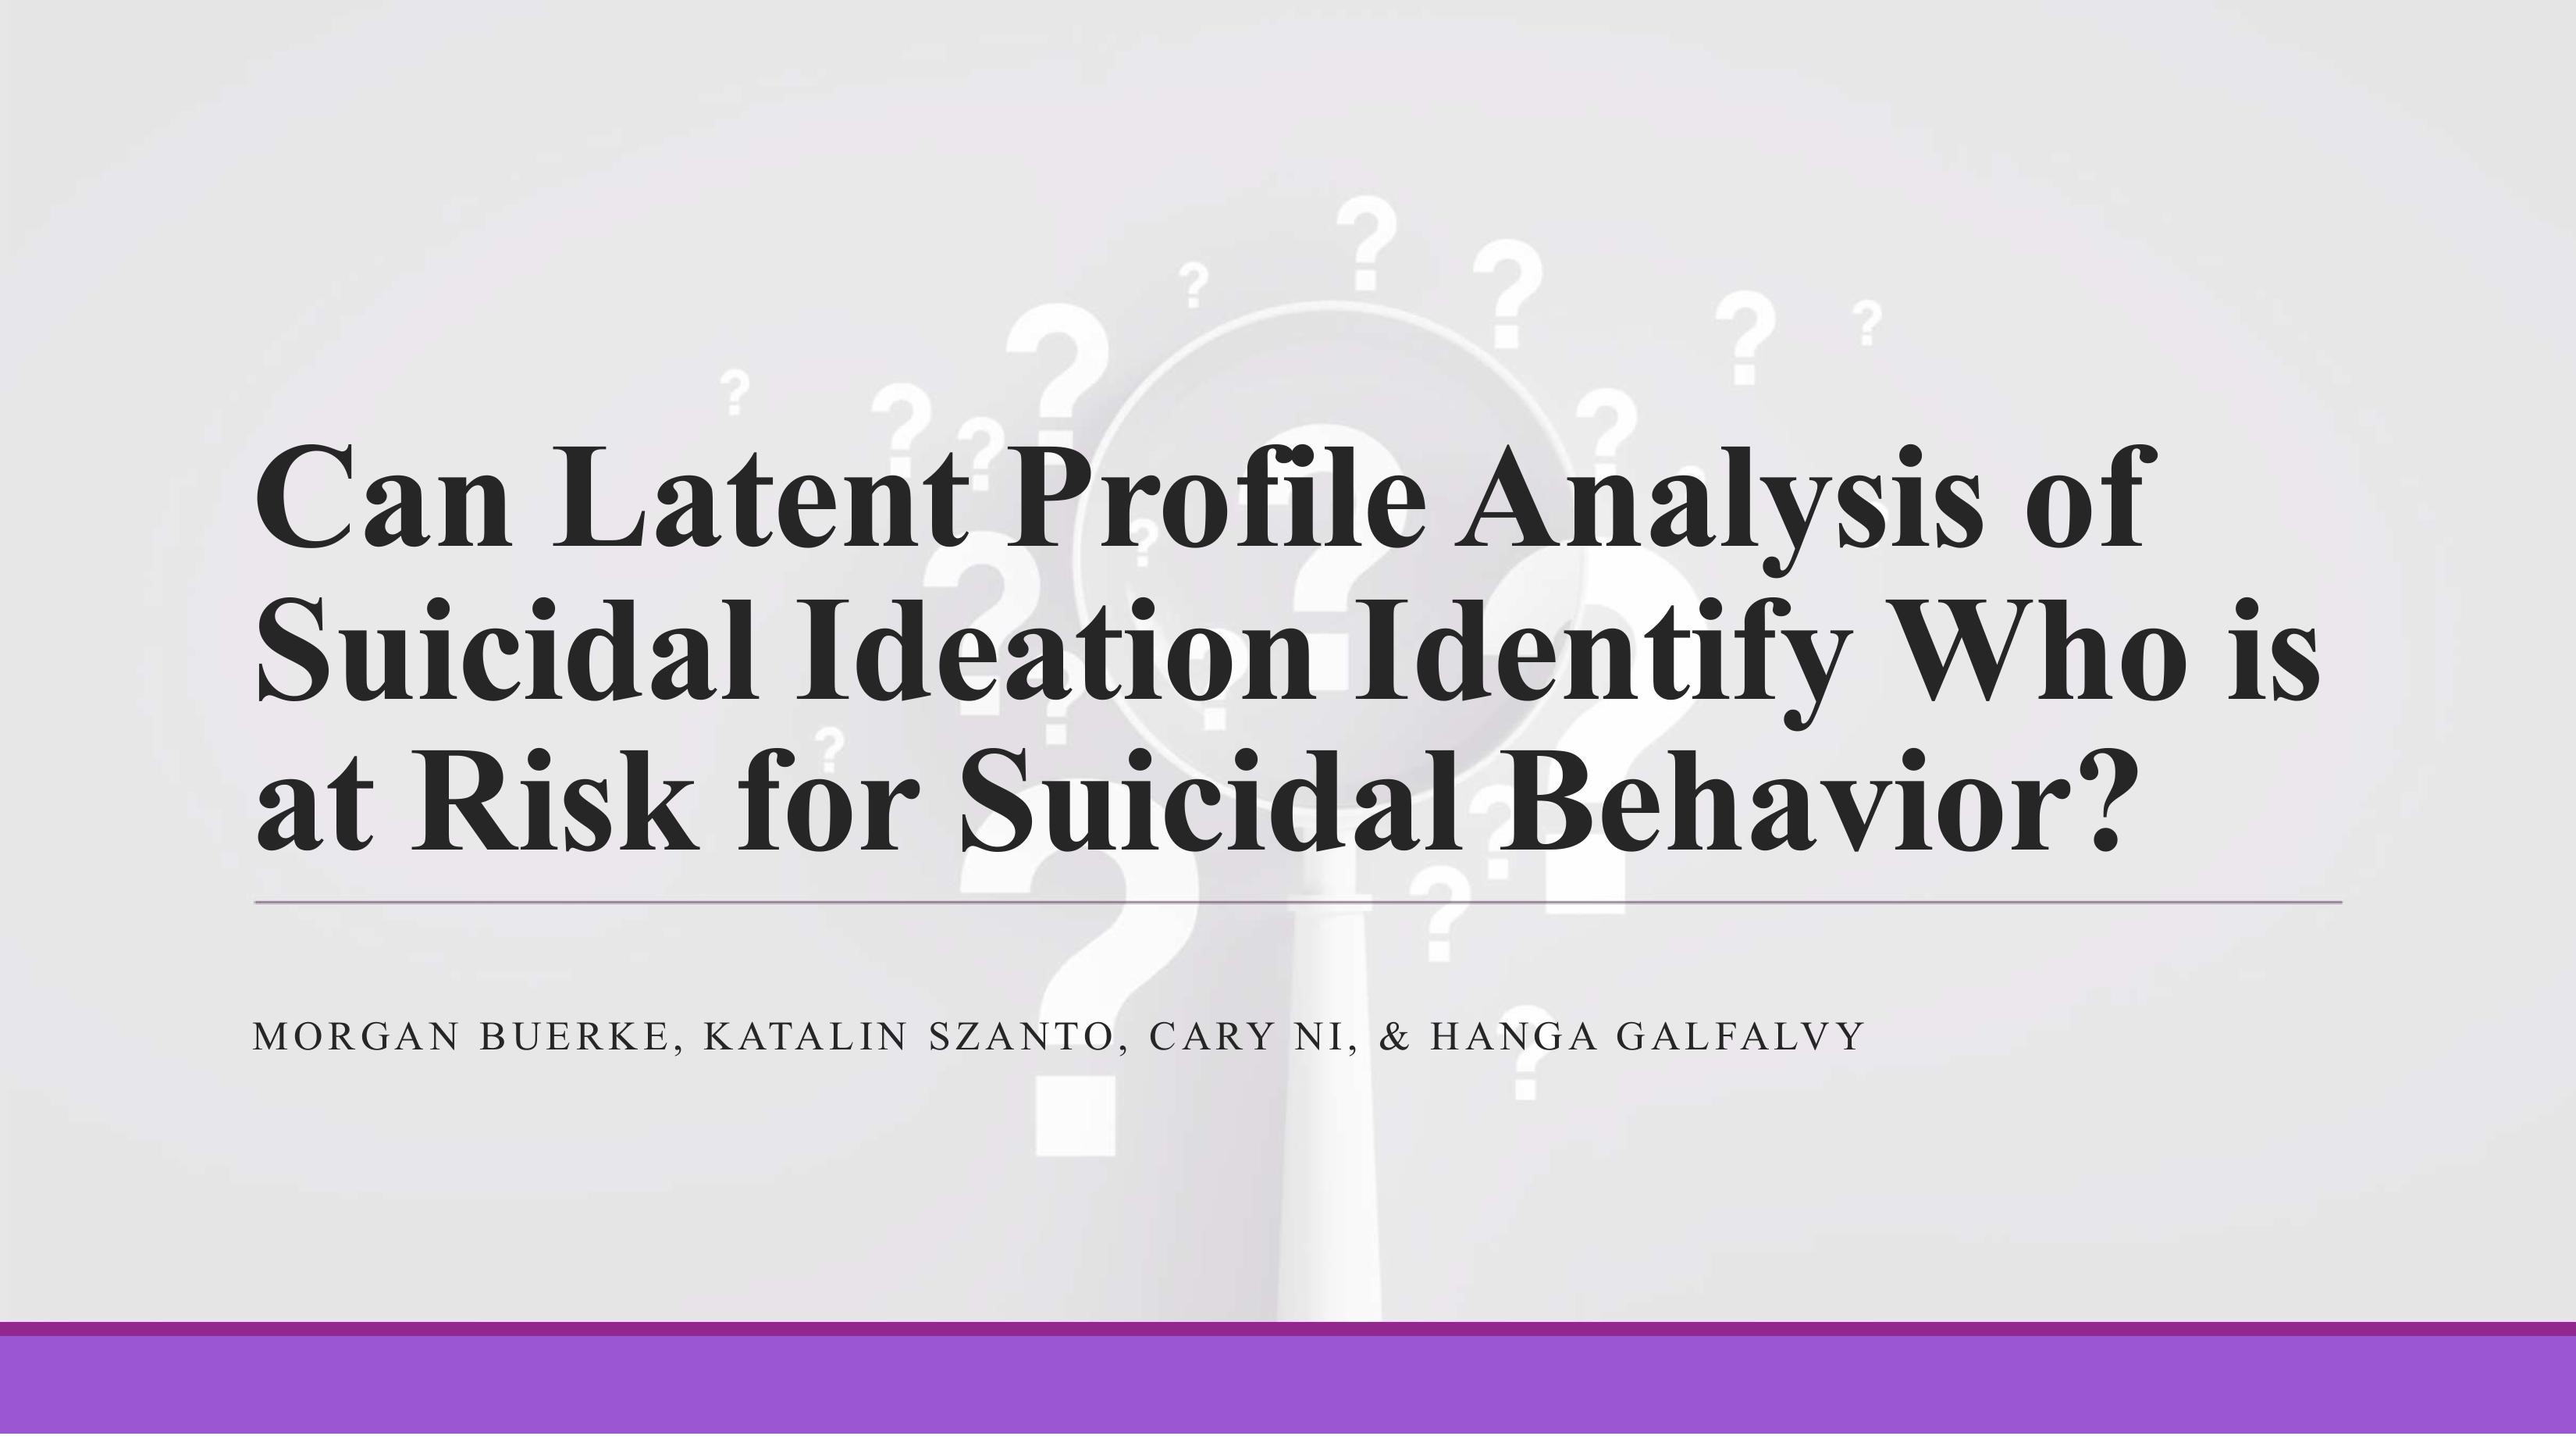 Can Latent Profile Analysis of
Suicidal Ideation Identify Who is
at Risk for Suicidal Behavior?
MORGAN BUERKE, KATALIN SZANTO, CARY NI, & HANGA GALFALVY